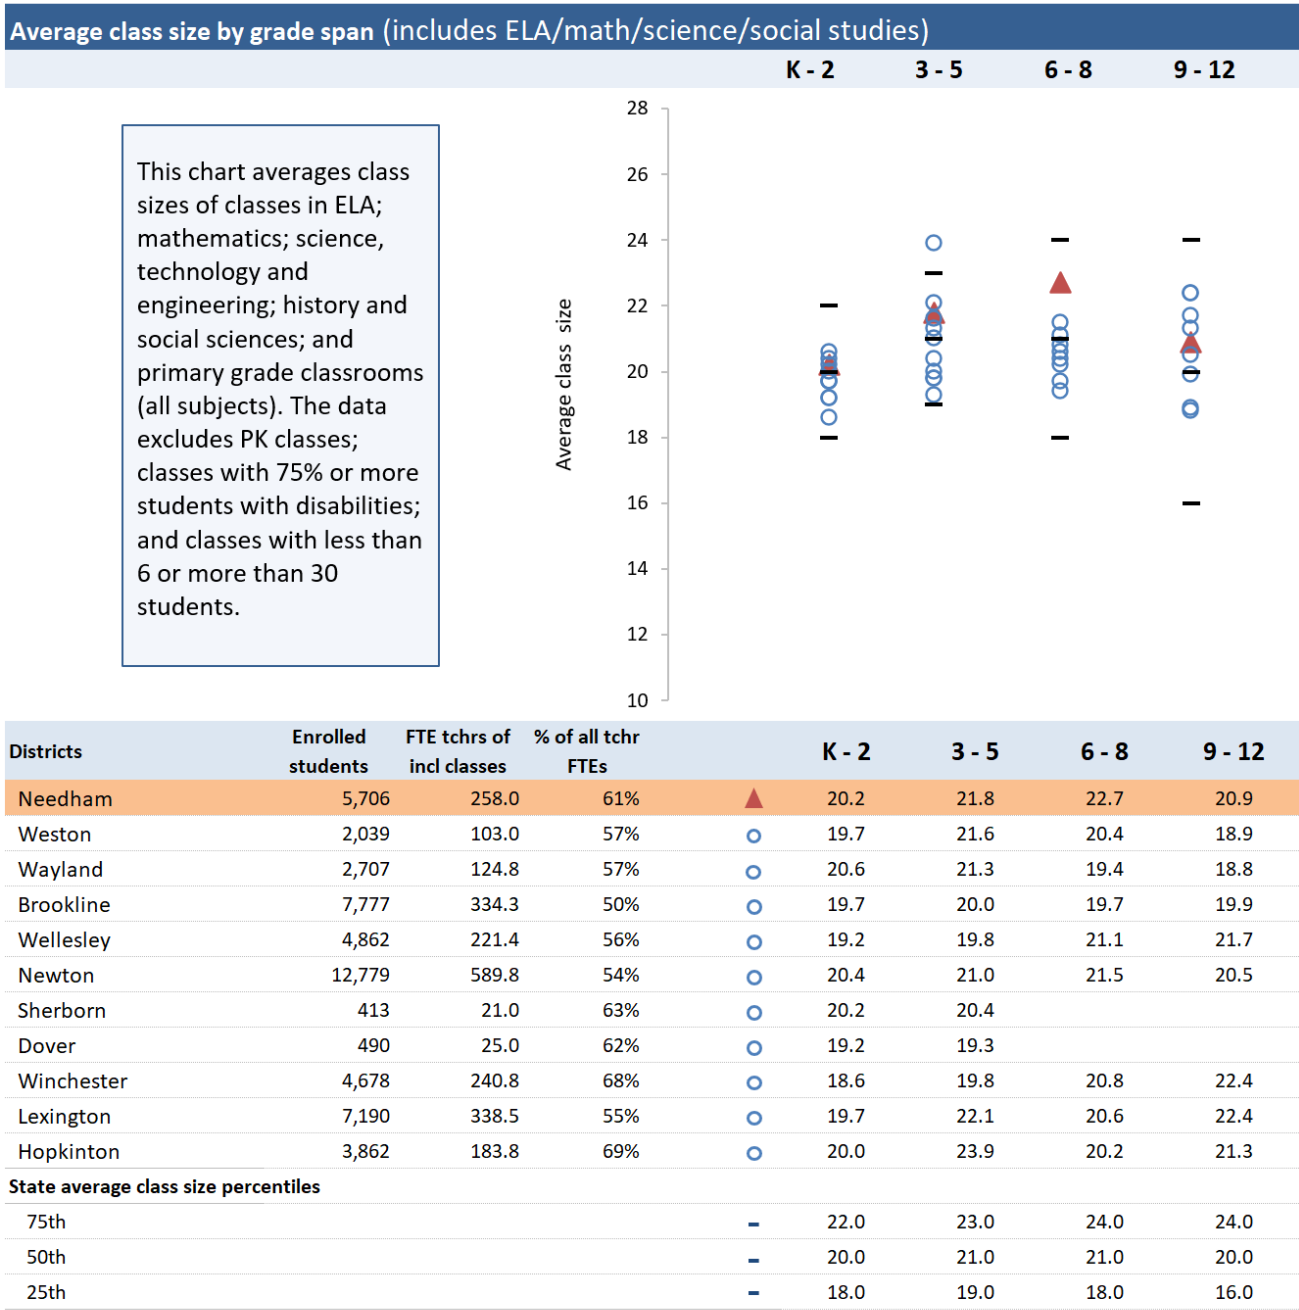 Average class size by grade span (includes ELA/math/science/social studies)
K - 2 3 - 5 6 - 8 9 - 12
This chart averages class
sizes of classes in ELA;
mathematics; science,
technology and
engineering; history and
social sciences; and
primary grade classrooms
(all subjects). The data
excludes PK classes;
classes with 75% or more
students with disabilities;
and classes with less than
6 or more than 30
students.
Average class size
28
26
24
22
20
18
16
14
12
10
Districts Enrolled students FTE tchrs of incl classes % of all tchr FTEs K - 2 3 - 5 6 - 8 9 - 12
Needham 5,706 258.0 61% 20.2 21.8 22.7 20.9
Weston 2,039 103.0 57% 19.7 21.6 20.4 18.9
Wayland 2,707 124.8 57% 20.6 21.3 19.4 18.8
Brookline 7,777 334.3 50% 19.7 20.0 19.7 19.9
Wellesley 4,862 221.4 56% 19.2 19.8 21.1 21.7
Newton 12,779 589.8 54% 20.4 21.0 21.5 20.5
Sherborn 413 21.0 63% 20.2 20.4
Dover 490 25.0 62% 19.2 19.3
Winchester 4,678 240.8 68% 18.6 19.8 20.8 22.4
Lexington 7,190 338.5 55% 19.7 22.1 20.6 22.4
Hopkinton 3,862 183.8 69% 20.0 23.9 20.2 21.3
State average class size percentiles
75th 22.0 23.0 24.0 24.0
50th 20.0 21.0 21.0 20.0
25th 18.0 19.0 18.0 16.0